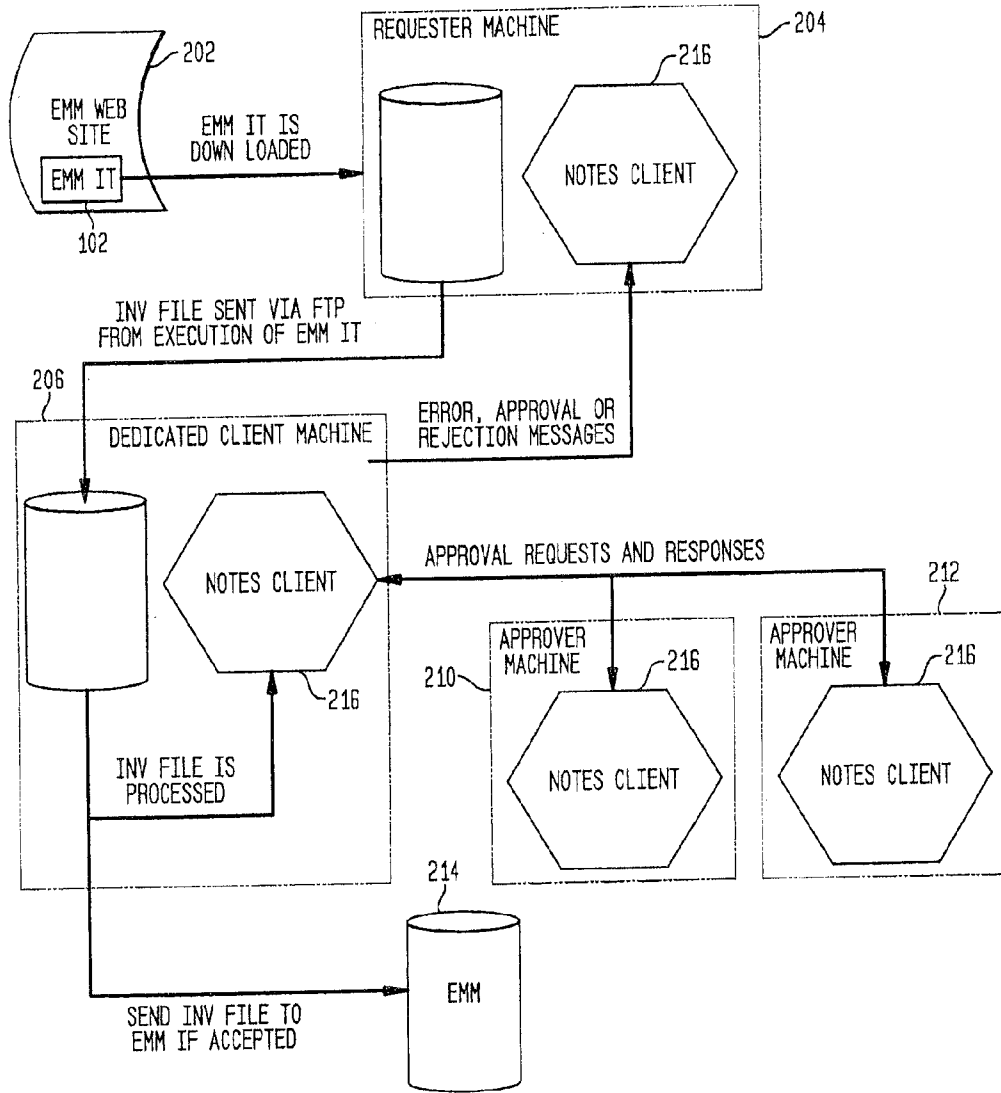 202
EMM WEB
SITE
EMM IT
102
EMM IT IS
DOWN LOADED
REQUESTER MACHINE
204
216
NOTES CLIENT
INV FILE SENT VIA FTP
FROM EXECUTION OF EMM IT
206
DEDICATED CLIENT MACHINE
ERROR, APPROVAL OR
REJECTION MESSAGES
NOTES CLIENT
216
APPROVAL REQUESTS AND RESPONSES
INV FILE IS
PROCESSED
210
APPROVER
MACHINE
216
NOTES CLIENT
212
APPROVER
MACHINE
216
NOTES CLIENT
214
EMM
SEND INV FILE TO
EMM IF ACCEPTED